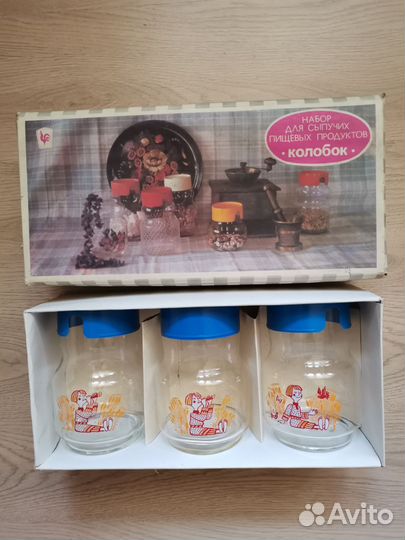 НАБОР
ДЛЯ СЫПУЧИХ
ПИЩЕВЫХ ПРОДУКТОВ
• КОЛОБОК •
Avito